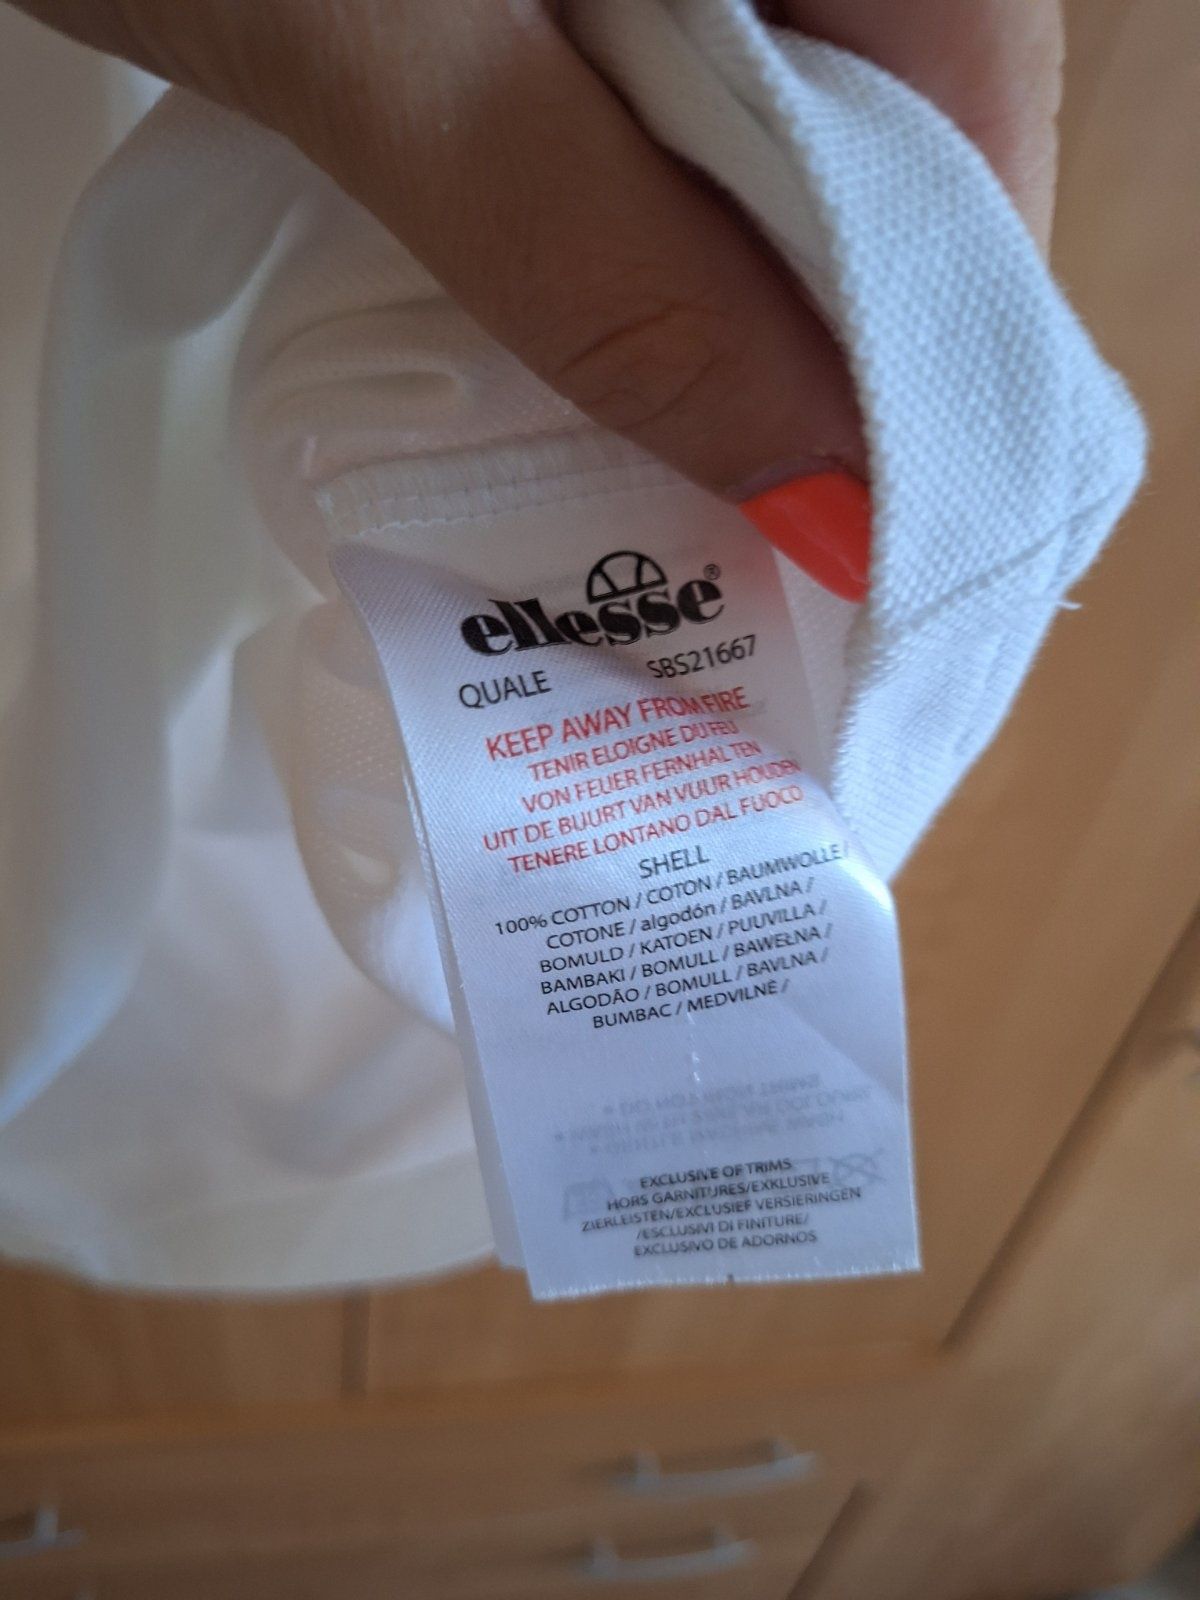 ellesse®
QUALE SBS21667
KEEP AWAY FROM FIRE
TENIR ELOIGNE DU FEU
VON FEUER FERNHALTEN
UIT DE BUURT VAN VUUR HOUDEN
TENERE LONTANO DAL FUOCO
SHELL
100% COTTON / COTON / BAUMWOLLE /
COTONE / algodón / BAVLNA /
BOMULD / KATOEN / PUUVILLA /
BAMBAKI / BOMULL / BAWEŁNA /
ALGODÃO / BOMULL / BAVLNA /
BUMBAC / MEDVILNĖ /
EXCLUSIVE OF TRIMS
HORS GARNITURES/EXKLUSIVE
ZIERLEISTEN/EXCLUSIEF VERSIERINGEN
/ESCLUSIVI DI FINITURE/
EXCLUSIVO DE ADORNOS